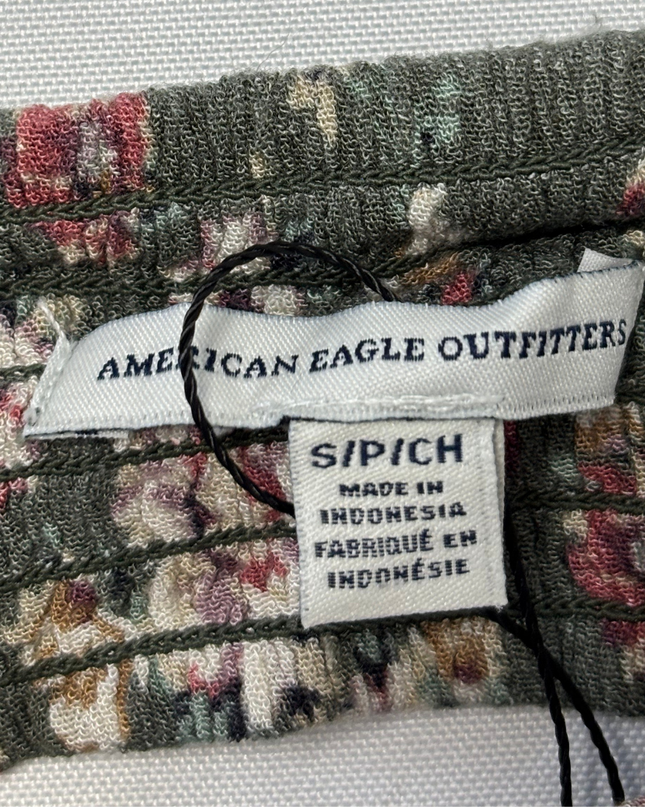 AMERICAN EAGLE OUTFITTERS
S/P/CH
MADE IN
INDONESIA
FABRIQUÉ EN
INDONÉSIE